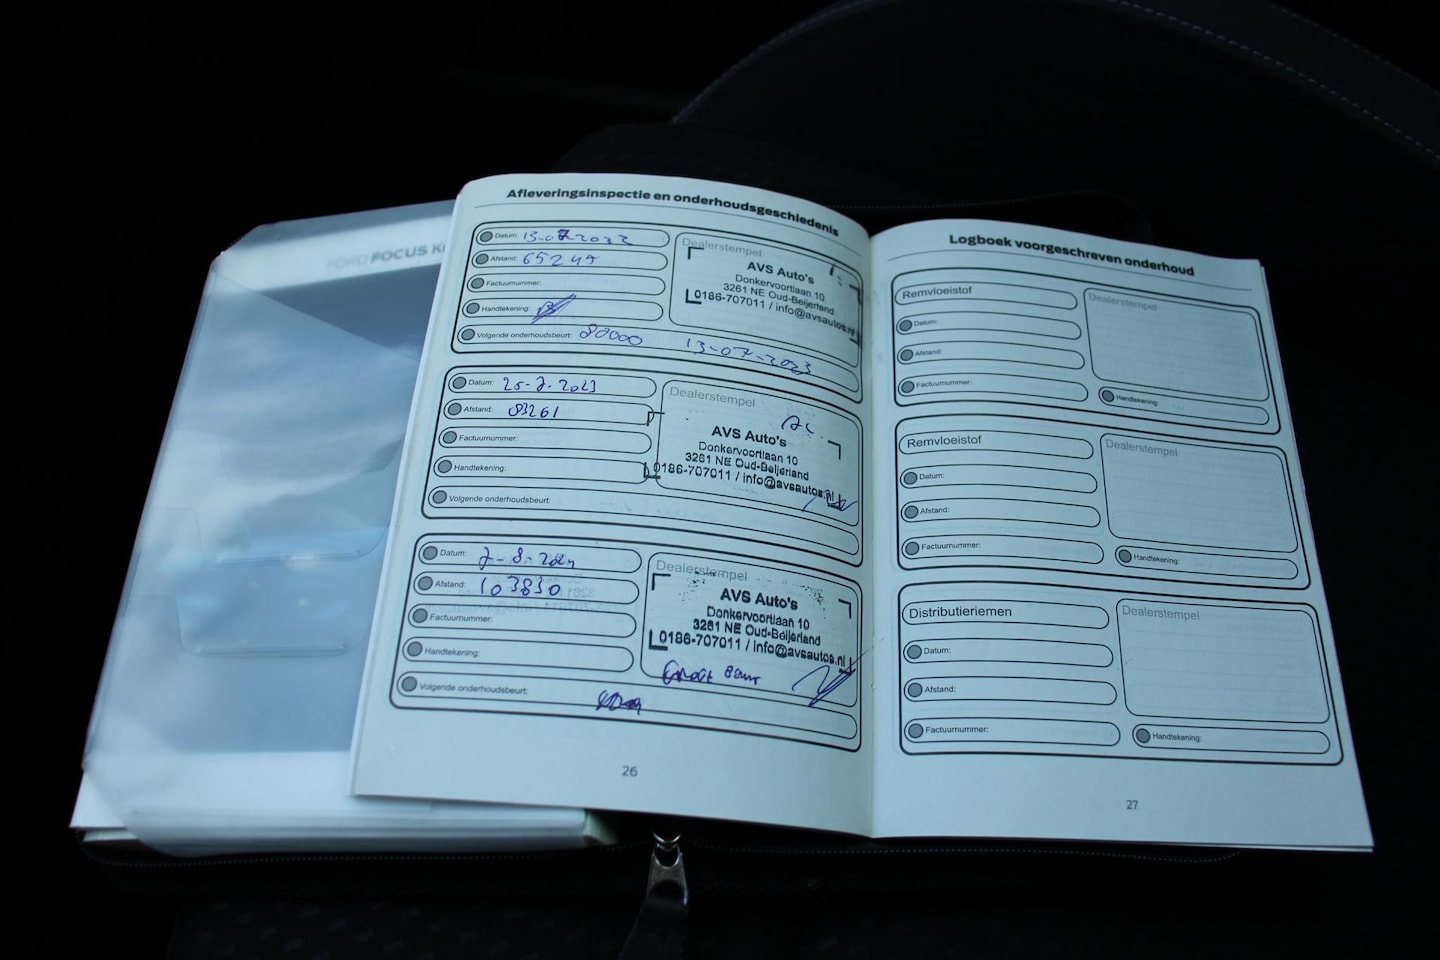 FORD FOCUS
Afleveringsinspectie en onderhoudsgeschiedenis
Datum: 13-07-2022
Afstand: 65247
Factuurnummer:
Handtekening:
Volgende onderhoudsbeurt: 80000 13-07-2023
Dealerstempel
AVS Auto's
Donkervoortlaan 10
3261 NE Oud-Beijerland
0186-707011 / info@avsautos.nl
Datum: 25-7-2023
Afstand: 83261
Factuurnummer:
Handtekening:
Volgende onderhoudsbeurt:
Dealerstempel
AVS Auto's
Donkervoortlaan 10
3261 NE Oud-Beijerland
0186-707011 / info@avsautos.nl
Datum: 7-8-2024
Afstand: 103830
Factuurnummer:
Handtekening:
Volgende onderhoudsbeurt:
Dealerstempel
AVS Auto's
Donkervoortlaan 10
3261 NE Oud-Beijerland
0186-707011 / info@avsautos.nl
26
Logboek voorgeschreven onderhoud
Remvloeistof
Datum:
Afstand:
Factuurnummer:
Dealerstempel
Handtekening:
Remvloeistof
Datum:
Afstand:
Factuurnummer:
Dealerstempel
Handtekening:
Distributieriemen
Datum:
Afstand:
Factuurnummer:
Dealerstempel
Handtekening:
27